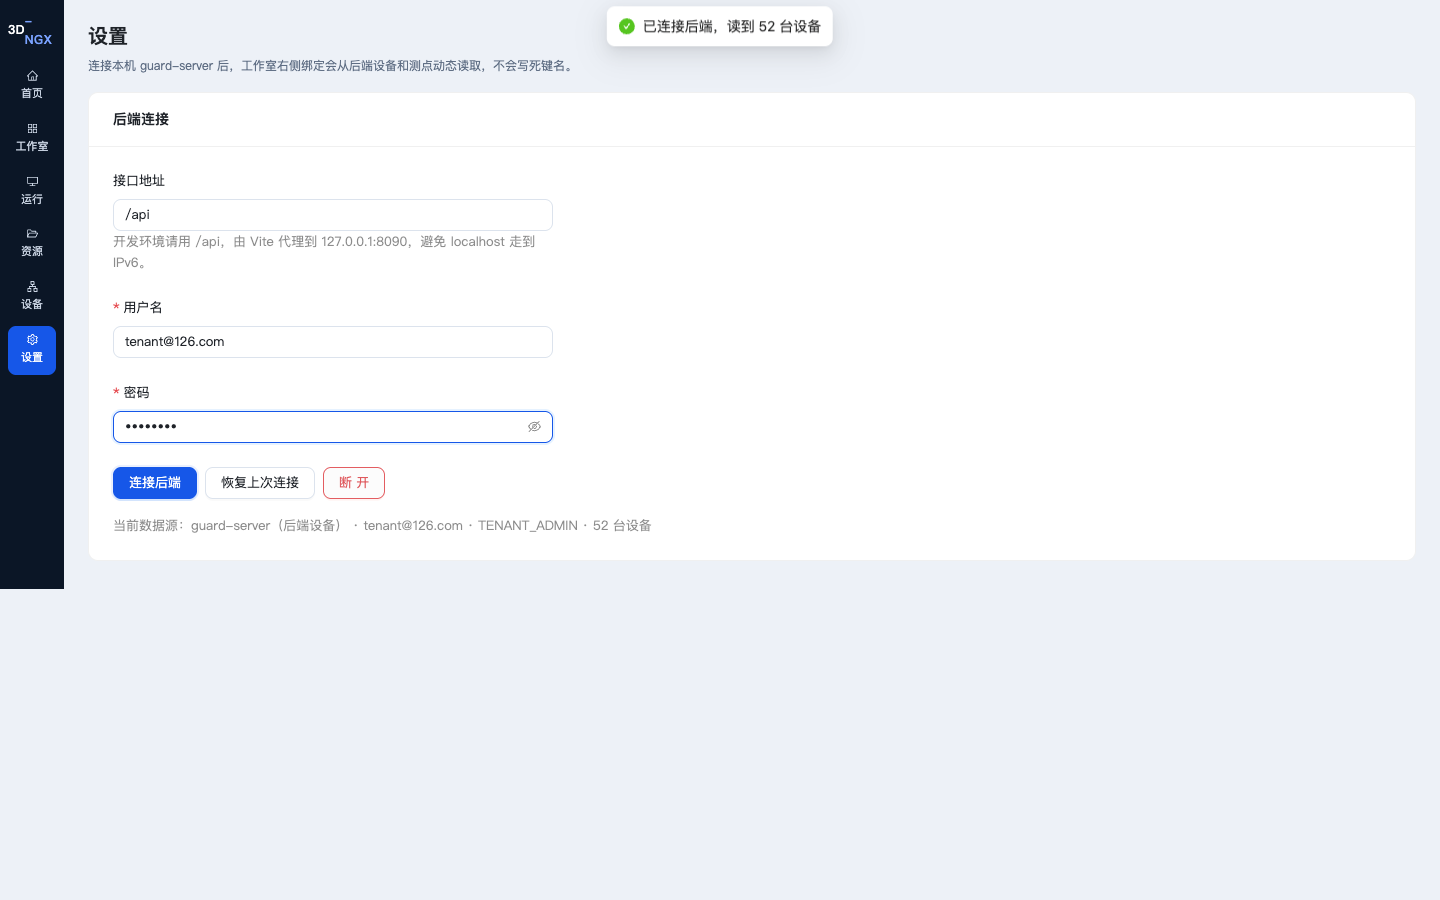 3D-
NGX
首页
工作室
运行
资源
设备
设置
已连接后端，读到 52 台设备
设置
连接本机 guard-server 后，工作室右侧绑定会从后端设备和测点动态读取，不会写死键名。
后端连接
接口地址
/api
开发环境请用 /api，由 Vite 代理到 127.0.0.1:8090，避免 localhost 走到
IPv6。
* 用户名
tenant@126.com
* 密码
••••••••
连接后端
恢复上次连接
断 开
当前数据源：guard-server（后端设备） · tenant@126.com · TENANT_ADMIN · 52 台设备